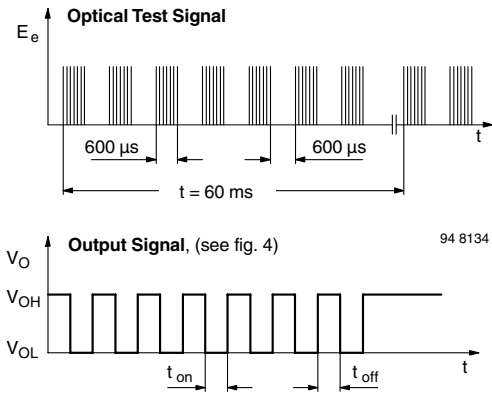 Optical Test Signal
E e
t
600 µs
600 µs
t = 60 ms
Output Signal, (see fig. 4)
94 8134
V O
V OH
V OL
t on
t off
t